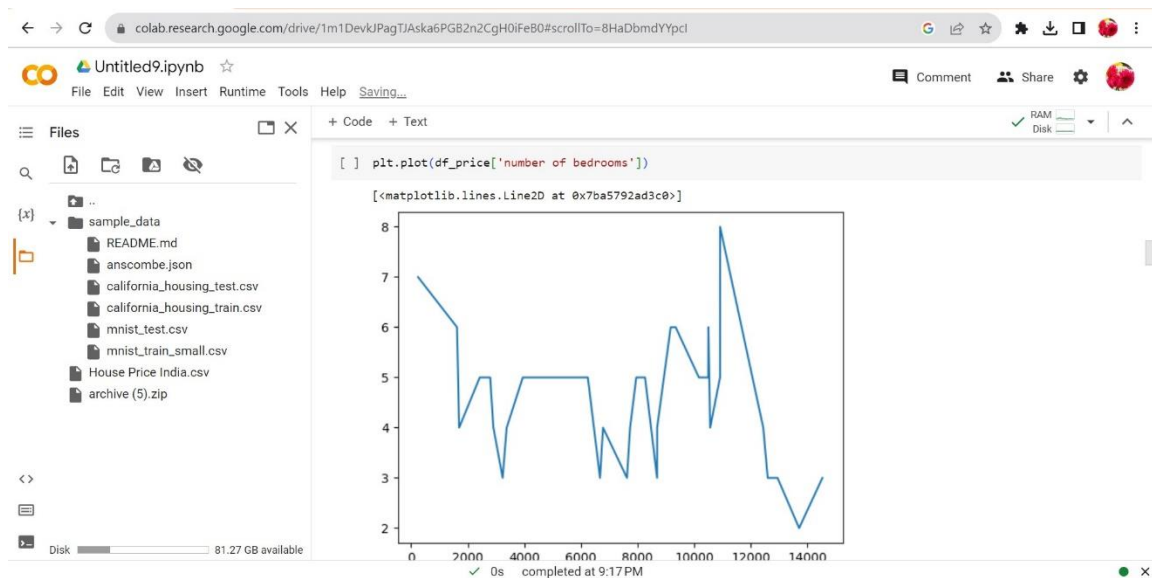 colab.research.google.com/drive/1m1DevkJPagTJAska6PGB2n2CgH0iFeB0#scrollTo=8HaDbmdYYpcI
Untitled9.ipynb
File Edit View Insert Runtime Tools Help Saving...
Comment Share
Files
+ Code + Text
RAM
Disk
{x}
..
sample_data
README.md
anscombe.json
california_housing_test.csv
california_housing_train.csv
mnist_test.csv
mnist_train_small.csv
House Price India.csv
archive (5).zip
Disk 81.27 GB available
[ ] plt.plot(df_price['number of bedrooms'])
[<matplotlib.lines.Line2D at 0x7ba5792ad3c0>]
8
7
6
5
4
3
2
0 2000 4000 6000 8000 10000 12000 14000
0s completed at 9:17 PM